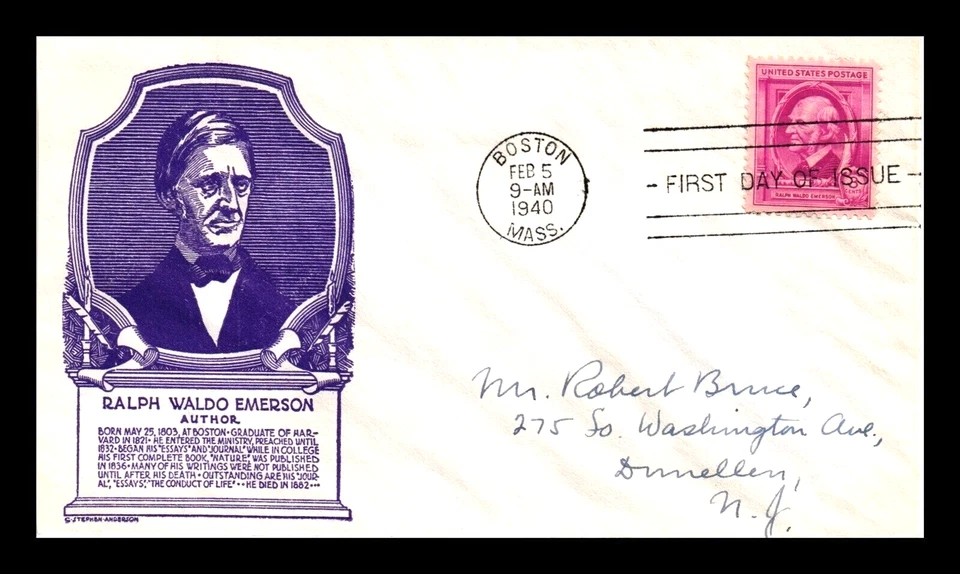 RALPH WALDO EMERSON
AUTHOR
BORN MAY 25, 1803, AT BOSTON • GRADUATE OF HAR-
VARD IN 1821 • HE ENTERED THE MINISTRY, PREACHED UNTIL
1832 • BEGAN HIS "ESSAYS" AND "JOURNAL" WHILE IN COLLEGE
HIS FIRST COMPLETE BOOK, "NATURE", WAS PUBLISHED
IN 1836 • MANY OF HIS WRITINGS WERE NOT PUBLISHED
UNTIL AFTER HIS DEATH • OUTSTANDING ARE HIS "JOUR-
AL", "ESSAYS", "THE CONDUCT OF LIFE" • • HE DIED IN 1882 •••
C • STEPHEN • ANDERSON
BOSTON
FEB 5
9-AM
1940
MASS.
UNITED STATES POSTAGE
- FIRST DAY OF ISSUE -
RALPH WALDO EMERSON
3 CENTS
Mr. Robert Bruce,
275 So. Washington Ave.,
Dunellen,
N.J.